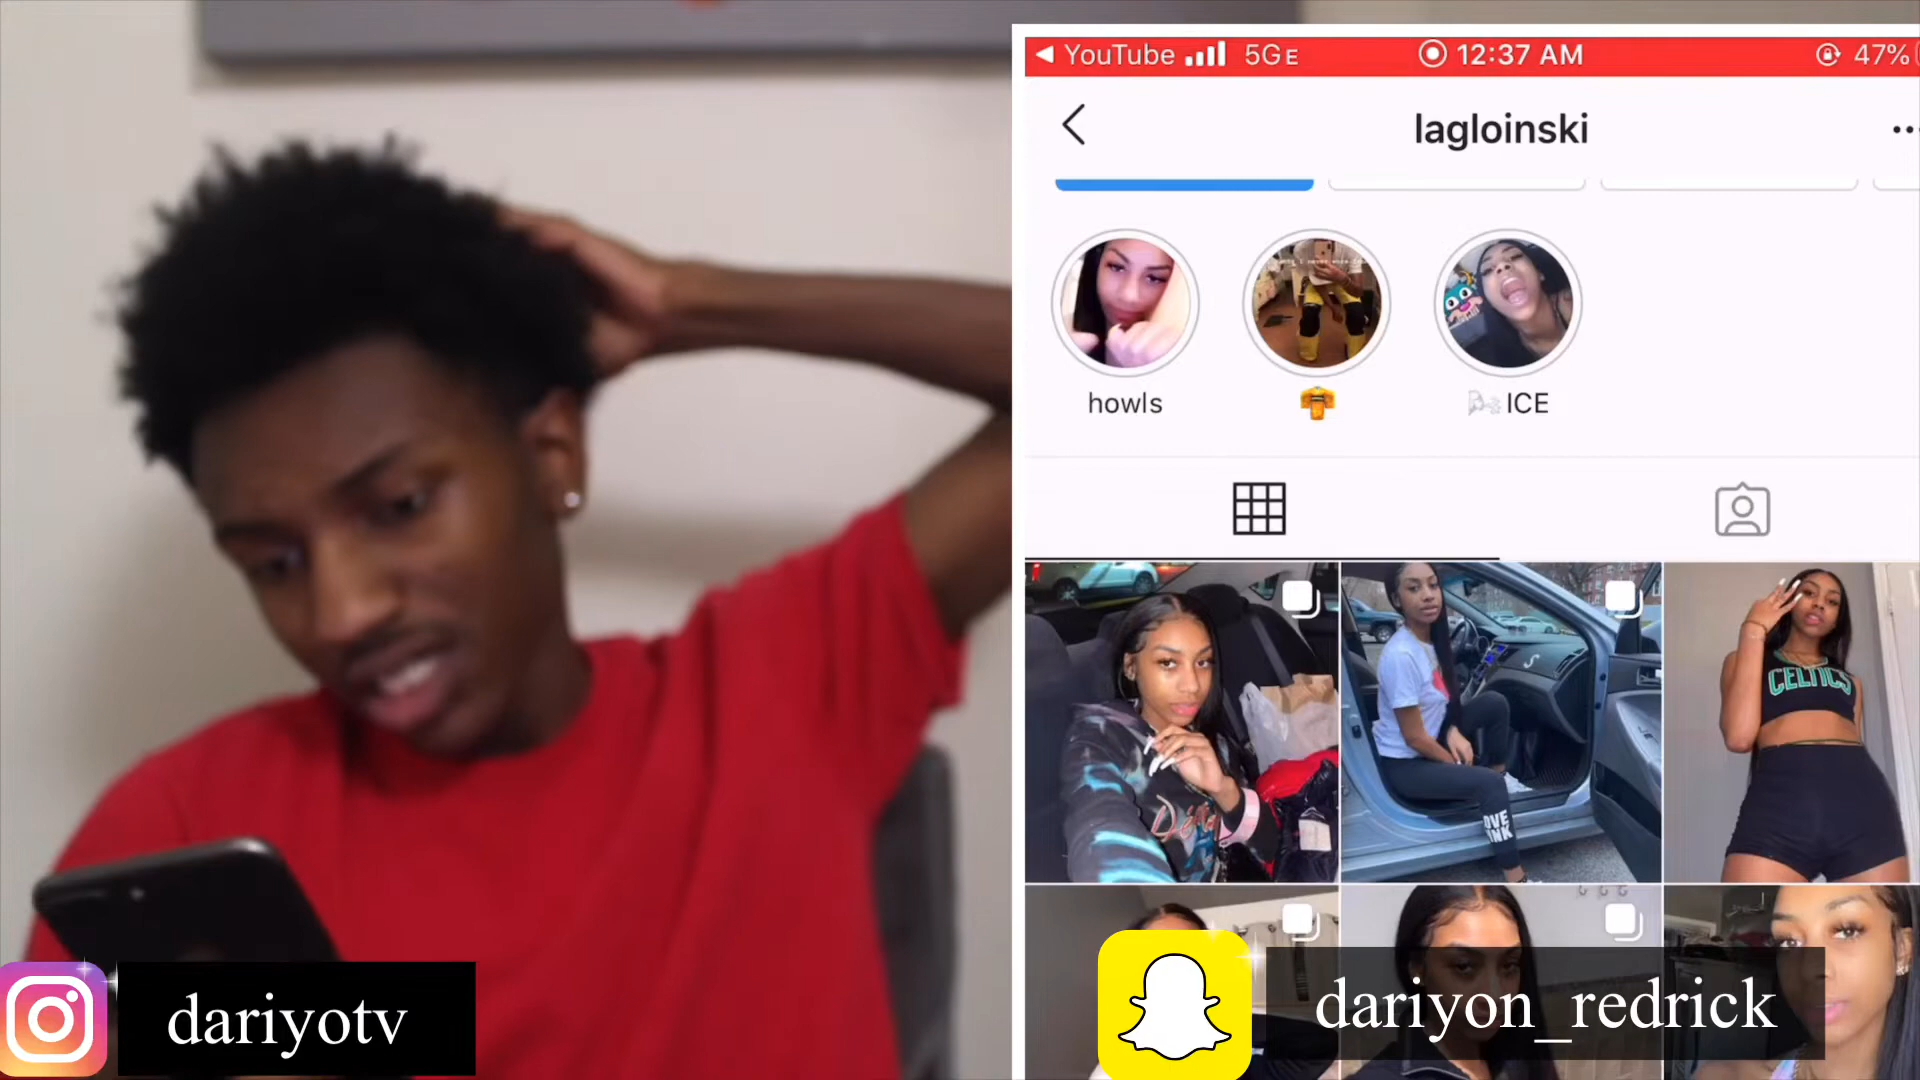 YouTube 5GE 12:37 AM 47%
lagloinski
howls
ICE
CELTICS
dariyotv
dariyon_redrick